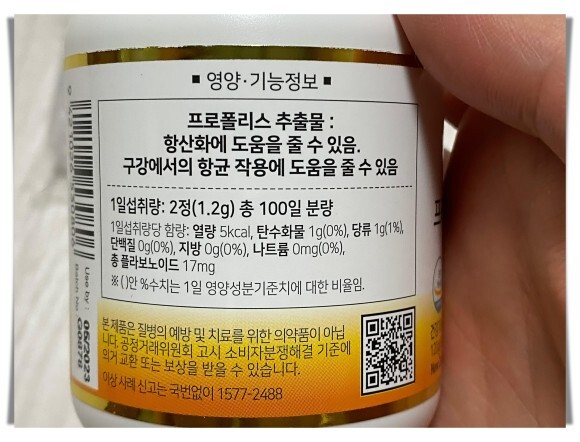 ■ 영양·기능정보 ■
프로폴리스 추출물 :
항산화에 도움을 줄 수 있음.
구강에서의 항균 작용에 도움을 줄 수 있음
1일섭취량: 2정(1.2g) 총 100일 분량
1일섭취량당 함량: 열량 5kcal, 탄수화물 1g(0%), 당류 1g(1%),
단백질 0g(0%), 지방 0g(0%), 나트륨 0mg(0%),
총 플라보노이드 17mg
※ ( )안 %수치는 1일 영양성분기준치에 대한 비율임.
본 제품은 질병의 예방 및 치료를 위한 의약품이 아닙
니다. 공정거래위원회 고시 소비자분쟁해결 기준에
의거 교환 또는 보상을 받을 수 있습니다.
이상 사례 신고는 국번없이 1577-2488
Use by : 06/2023
Batch No. G0878